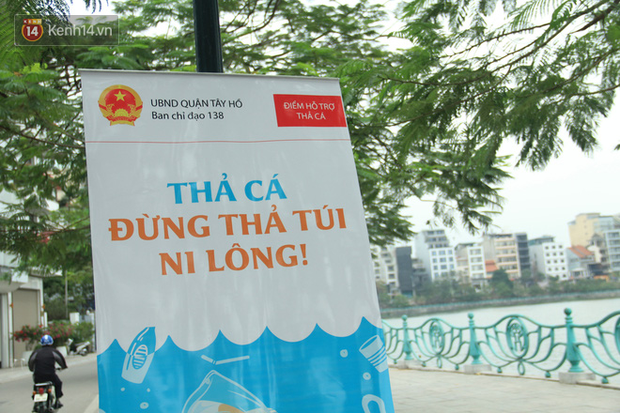 14
Kenh14.vn
UBND QUẬN TÂY HỒ
Ban chỉ đạo 138
ĐIỂM HỖ TRỢ
THẢ CÁ
THẢ CÁ
ĐỪNG THẢ TÚI
NI LÔNG!